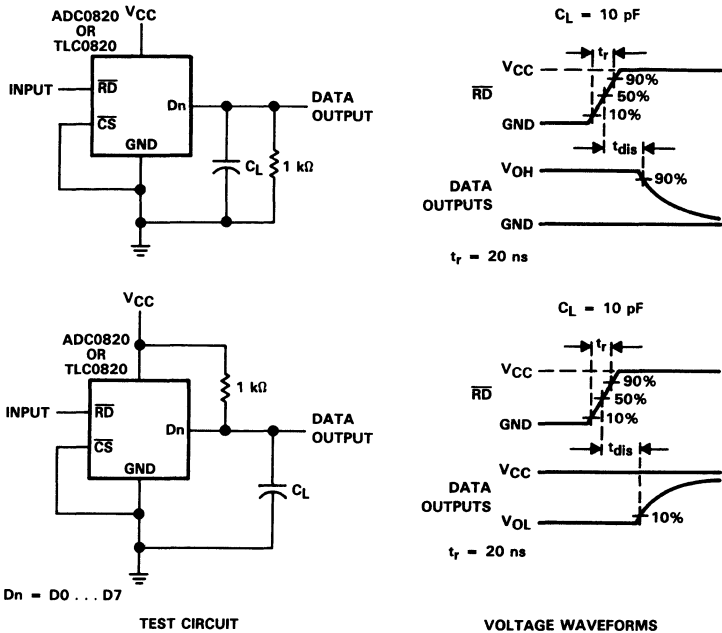 ADC0820
OR
TLC0820
VCC
INPUT
RD
CS
Dn
GND
DATA
OUTPUT
CL
1 kΩ
CL = 10 pF
tr
VCC
RD
GND
90%
50%
10%
tdis
VOH
DATA
OUTPUTS
GND
90%
tr = 20 ns
VCC
ADC0820
OR
TLC0820
1 kΩ
INPUT
RD
CS
Dn
GND
DATA
OUTPUT
CL
CL = 10 pF
tr
VCC
RD
GND
90%
50%
10%
tdis
VCC
DATA
OUTPUTS
VOL
10%
tr = 20 ns
Dn = D0 . . . D7
TEST CIRCUIT
VOLTAGE WAVEFORMS